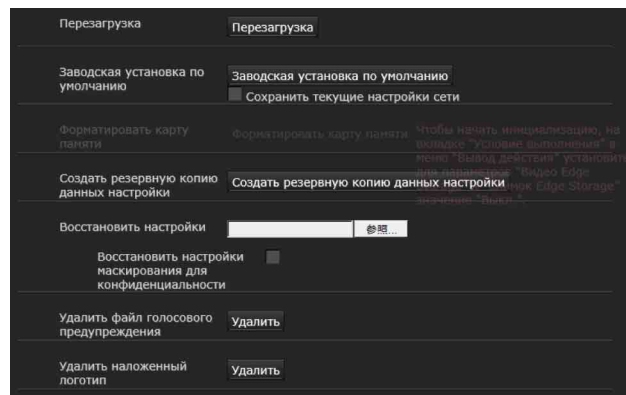 Перезагрузка
Перезагрузка
Заводская установка по
умолчанию
Заводская установка по умолчанию
Сохранить текущие настройки сети
Форматировать карту
памяти
Форматировать карту памяти
Чтобы начать инициализацию, на
вкладке "Условие выполнения" в
меню "Вывод действия" установить
для параметров "Видео Edge
Edge Storage"
значение "Выкл.".
Создать резервную копию
данных настройки
Создать резервную копию данных настройки
Восстановить настройки
参照...
Восстановить настройки
маскирования для
конфиденциальности
Удалить файл голосового
предупреждения
Удалить
Удалить наложенный
логотип
Удалить